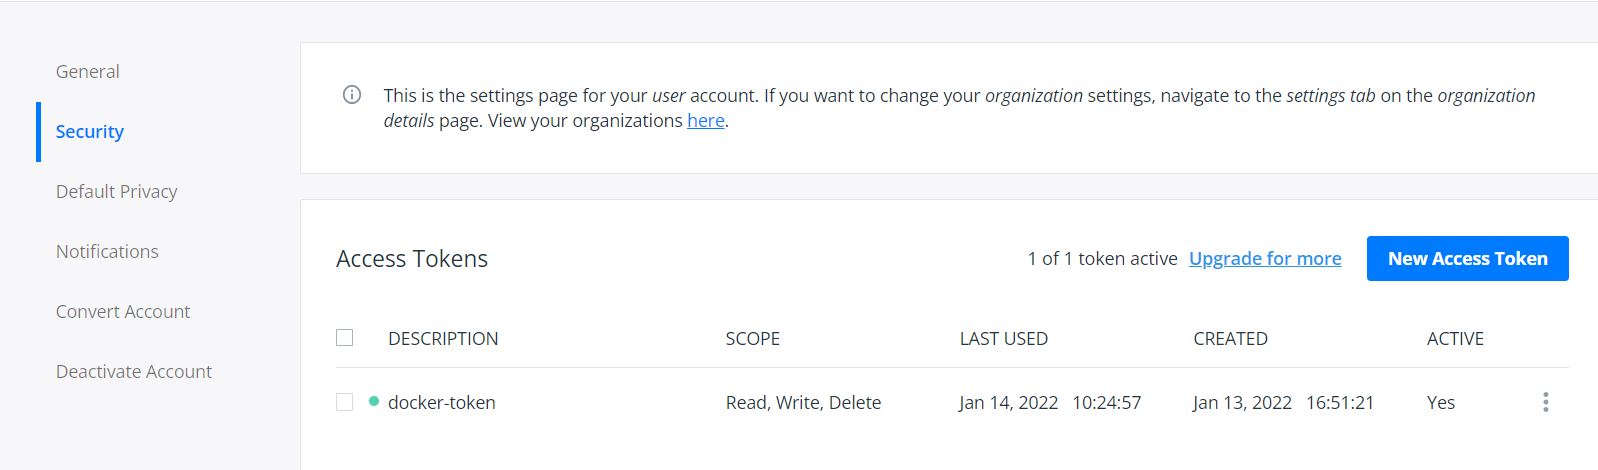 General
Security
Default Privacy
Notifications
Convert Account
Deactivate Account
This is the settings page for your user account. If you want to change your organization settings, navigate to the settings tab on the organization
details page. View your organizations here.
Access Tokens
1 of 1 token active Upgrade for more New Access Token
DESCRIPTION SCOPE LAST USED CREATED ACTIVE
docker-token Read, Write, Delete Jan 14, 2022 10:24:57 Jan 13, 2022 16:51:21 Yes